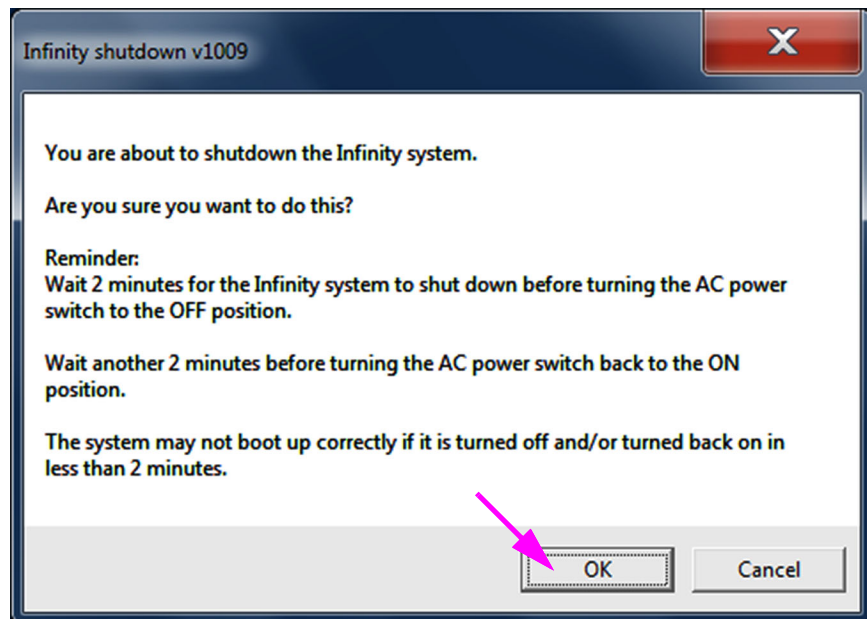 Infinity shutdown v1009
You are about to shutdown the Infinity system.
Are you sure you want to do this?
Reminder:
Wait 2 minutes for the Infinity system to shut down before turning the AC power
switch to the OFF position.
Wait another 2 minutes before turning the AC power switch back to the ON
position.
The system may not boot up correctly if it is turned off and/or turned back on in
less than 2 minutes.
OK Cancel